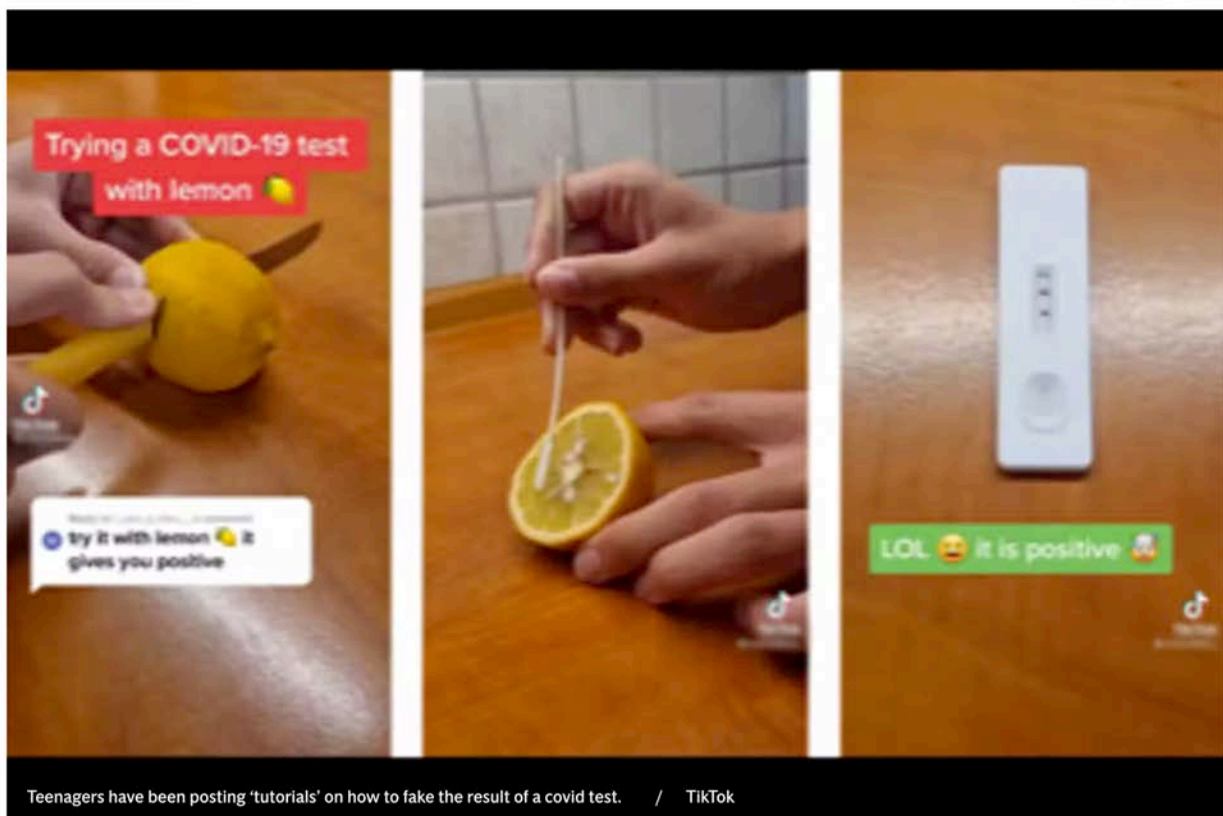 Trying a COVID-19 test
with lemon 🍋
try it with lemon 🍋 it
gives you positive
TikTok
LOL 😂 it is positive 🤯
TikTok
TikTok
Teenagers have been posting ‘tutorials’ on how to fake the result of a covid test. / TikTok